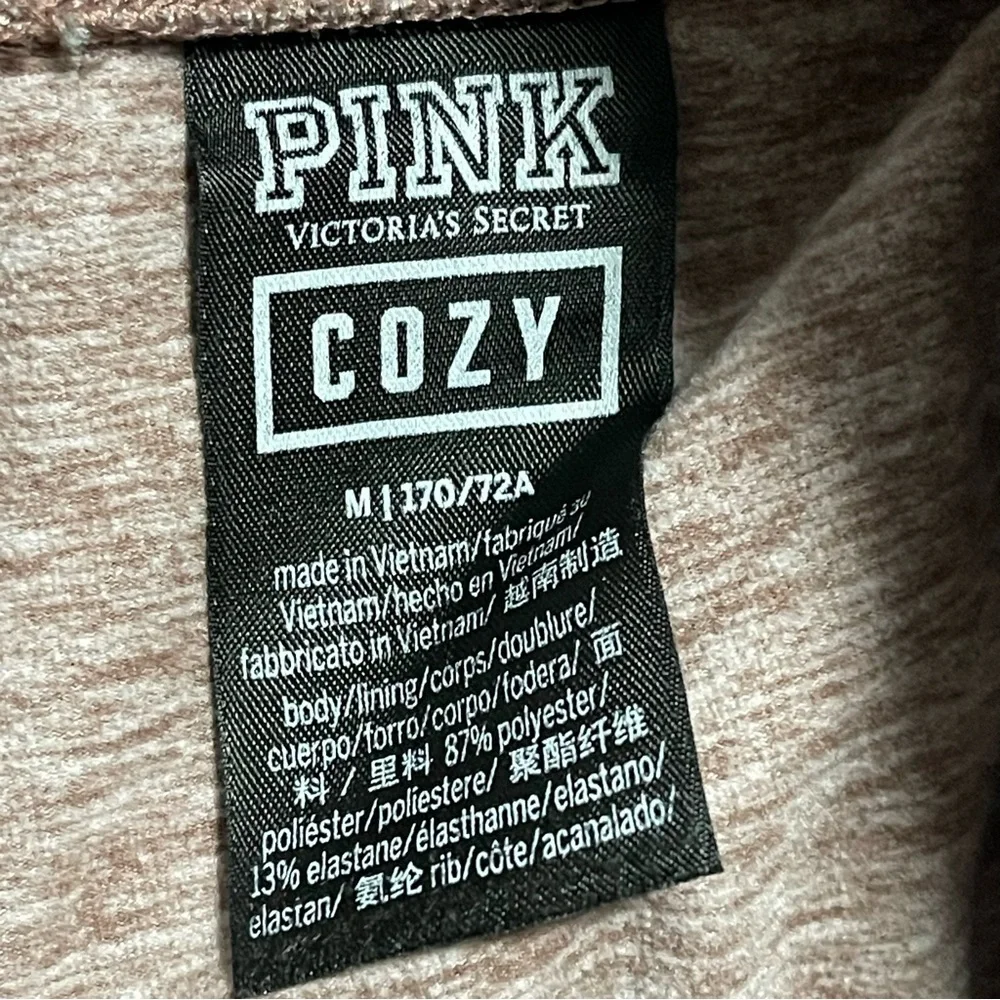 PINK
VICTORIA'S SECRET
COZY
M | 170/72A
made in Vietnam/fabriqué au
Vietnam/hecho en Vietnam/
fabbricato in Vietnam/ 越南制造
body/lining/corps/doublure/
cuerpo/forro/corpo/fodera/ 面
料 / 里料 87% polyester/
poliéster/poliestere/ 聚酯纤维
13% elastane/élasthanne/elastano/
elastan/ 氨纶 rib/côte/acanalado/